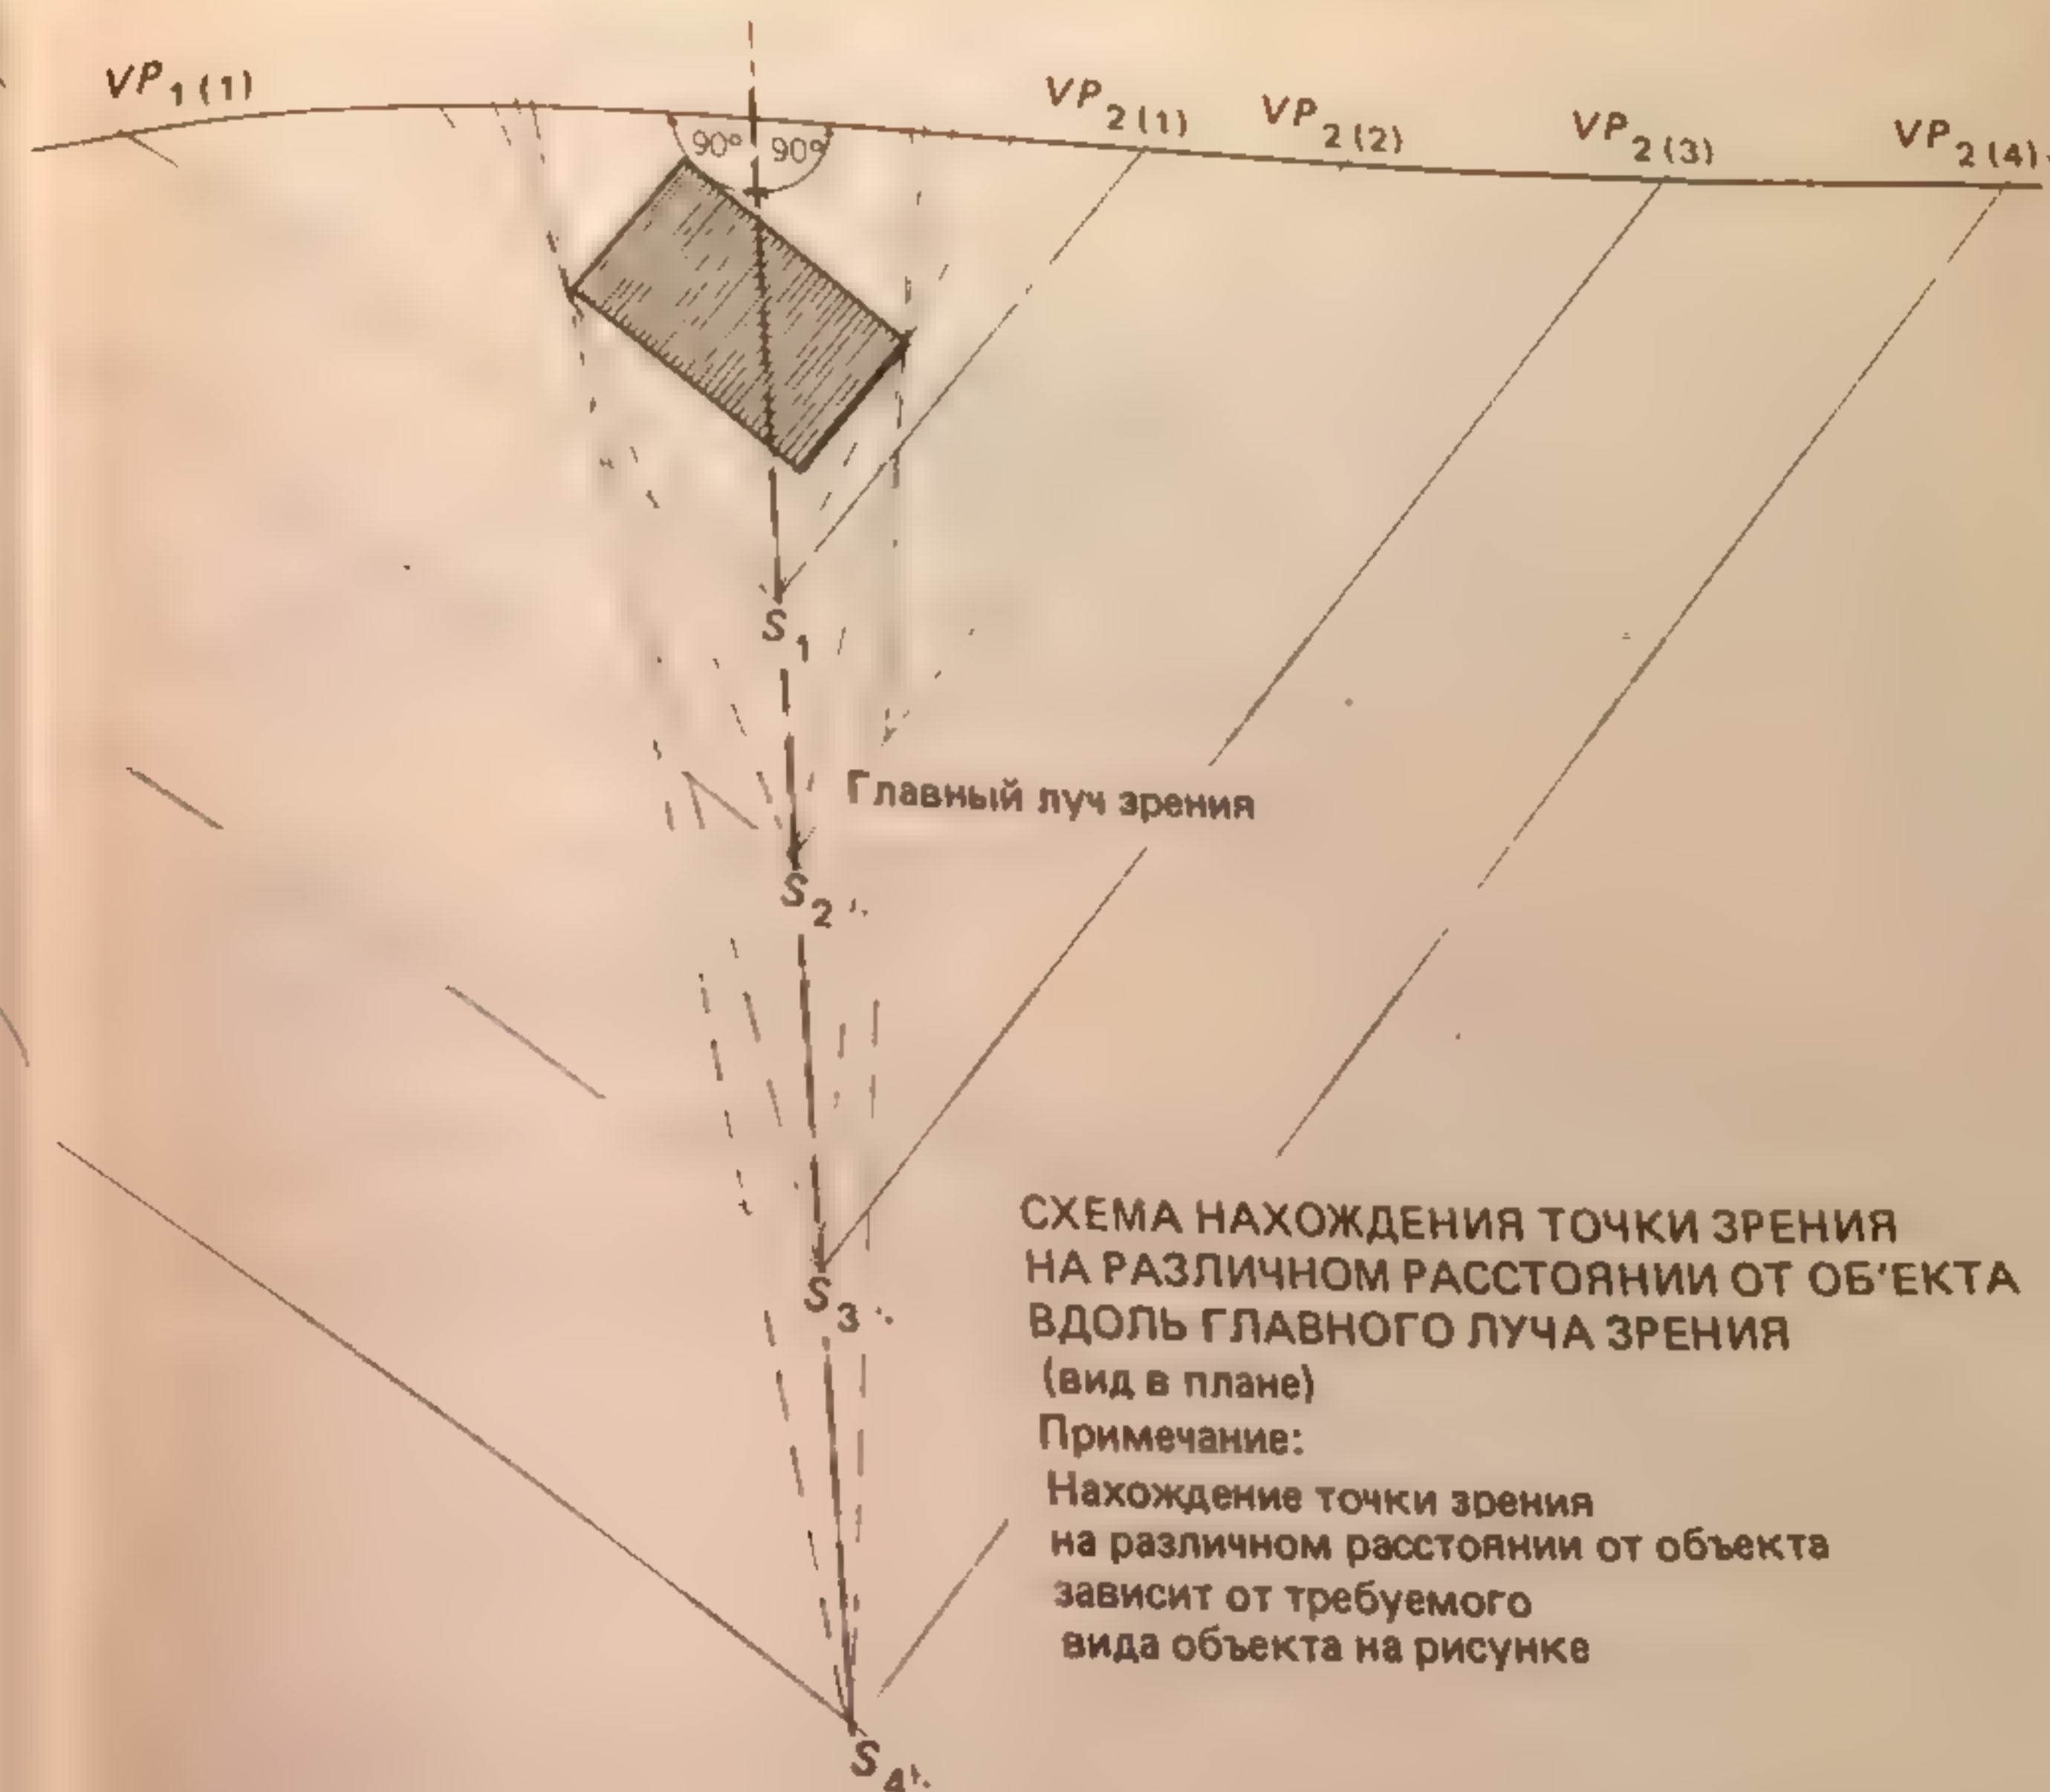 VP1(1)
VP2(1)
VP2(2)
VP2(3)
VP2(4)
90° 90°
S1
Главный луч зрения
S2
S3
СХЕМА НАХОЖДЕНИЯ ТОЧКИ ЗРЕНИЯ
НА РАЗЛИЧНОМ РАССТОЯНИИ ОТ ОБ'ЕКТА
ВДОЛЬ ГЛАВНОГО ЛУЧА ЗРЕНИЯ
(вид в плане)
Примечание:
Нахождение точки зрения
на различном расстоянии от объекта
зависит от требуемого
вида объекта на рисунке
S4